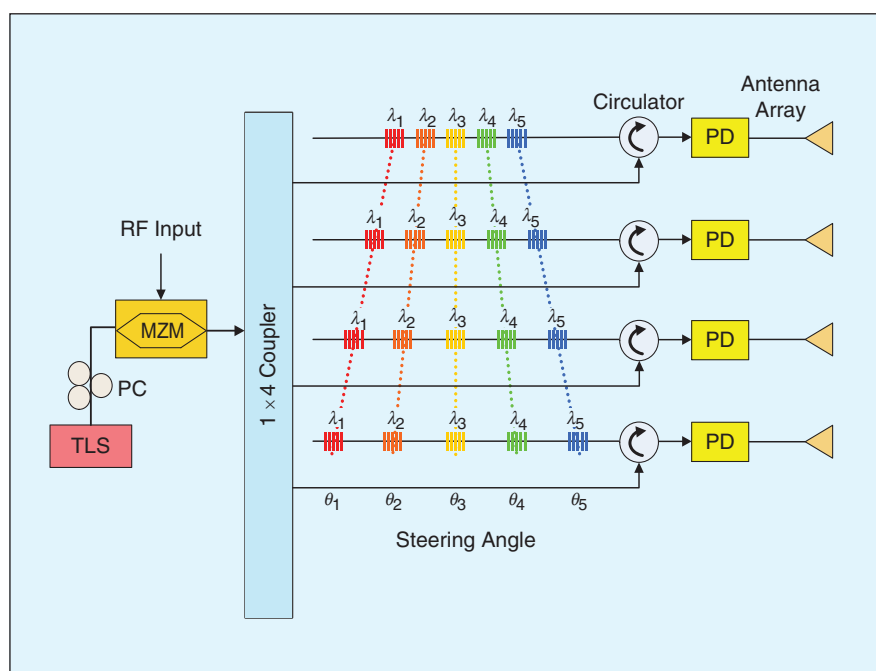 Antenna
Array
Circulator
λ1 λ2 λ3 λ4 λ5
PD
λ1 λ2 λ3 λ4 λ5
PD
RF Input
MZM
λ1 λ2 λ3 λ4 λ5
PD
PC
1 × 4 Coupler
TLS
λ1 λ2 λ3 λ4 λ5
PD
θ1 θ2 θ3 θ4 θ5
Steering Angle